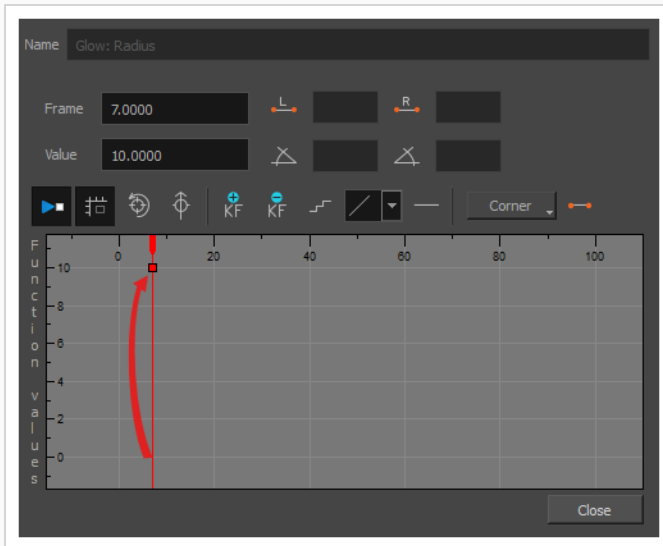 Name Glow: Radius
Frame 7.0000 L R
Value 10.0000
KF KF Corner
Function values
0 20 40 60 80 100
10
8
6
4
2
0
Close